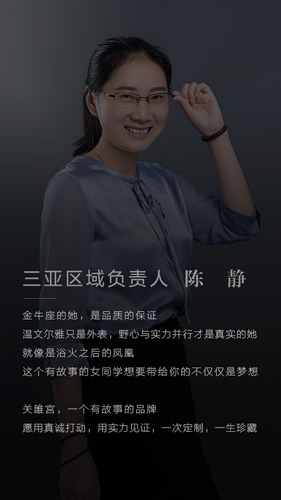 三亚区域负责人 陈 静
金牛座的她，是品质的保证
温文尔雅只是外表，野心与实力并行才是真实的她
就像是浴火之后的凤凰
这个有故事的女同学想要带给你的不仅仅是梦想
关雎宫，一个有故事的品牌
愿用真诚打动，用实力见证，一次定制，一生珍藏